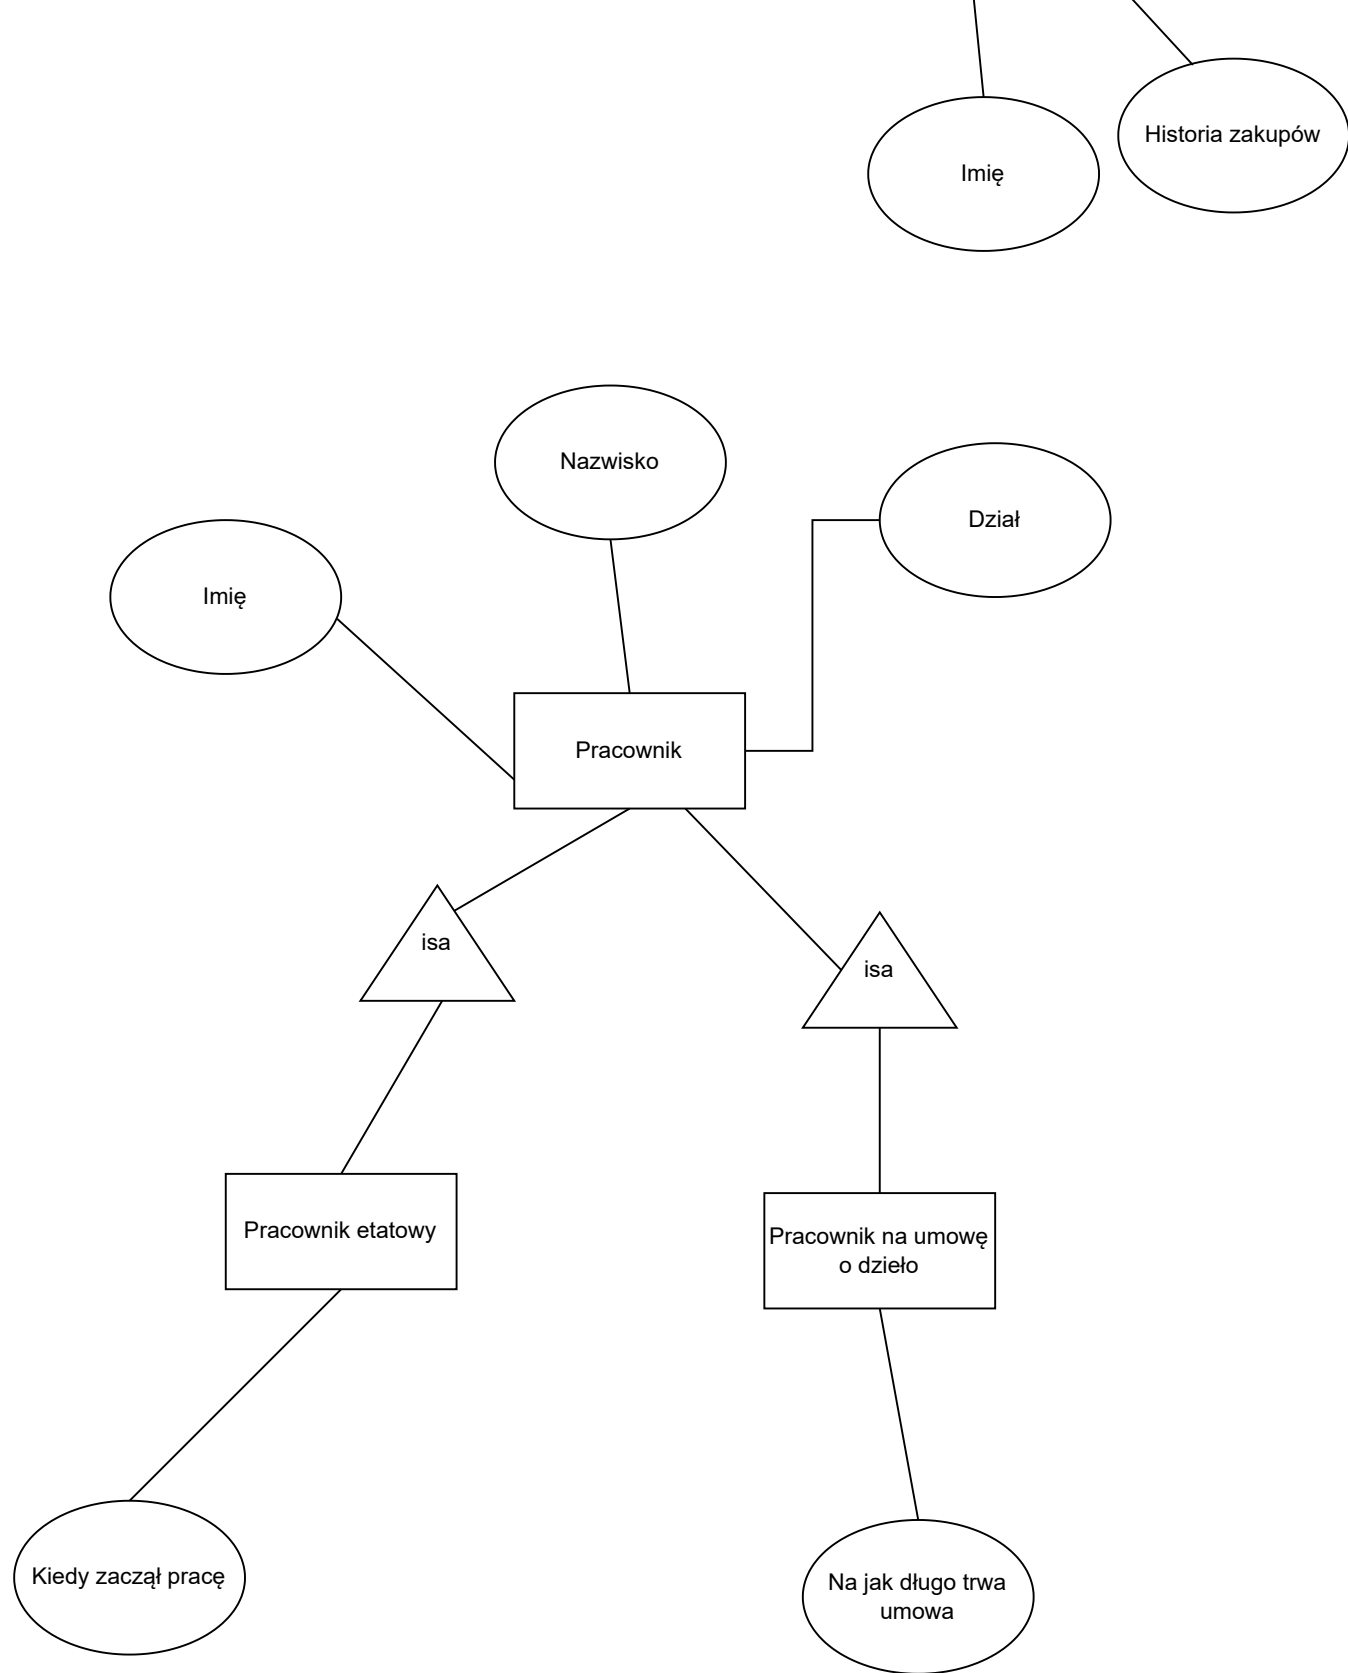 Historia zakupów
Imię
Nazwisko
Dział
Imię
Pracownik
isa
isa
Pracownik etatowy
Pracownik na umowę
o dzieło
Kiedy zaczął pracę
Na jak długo trwa
umowa